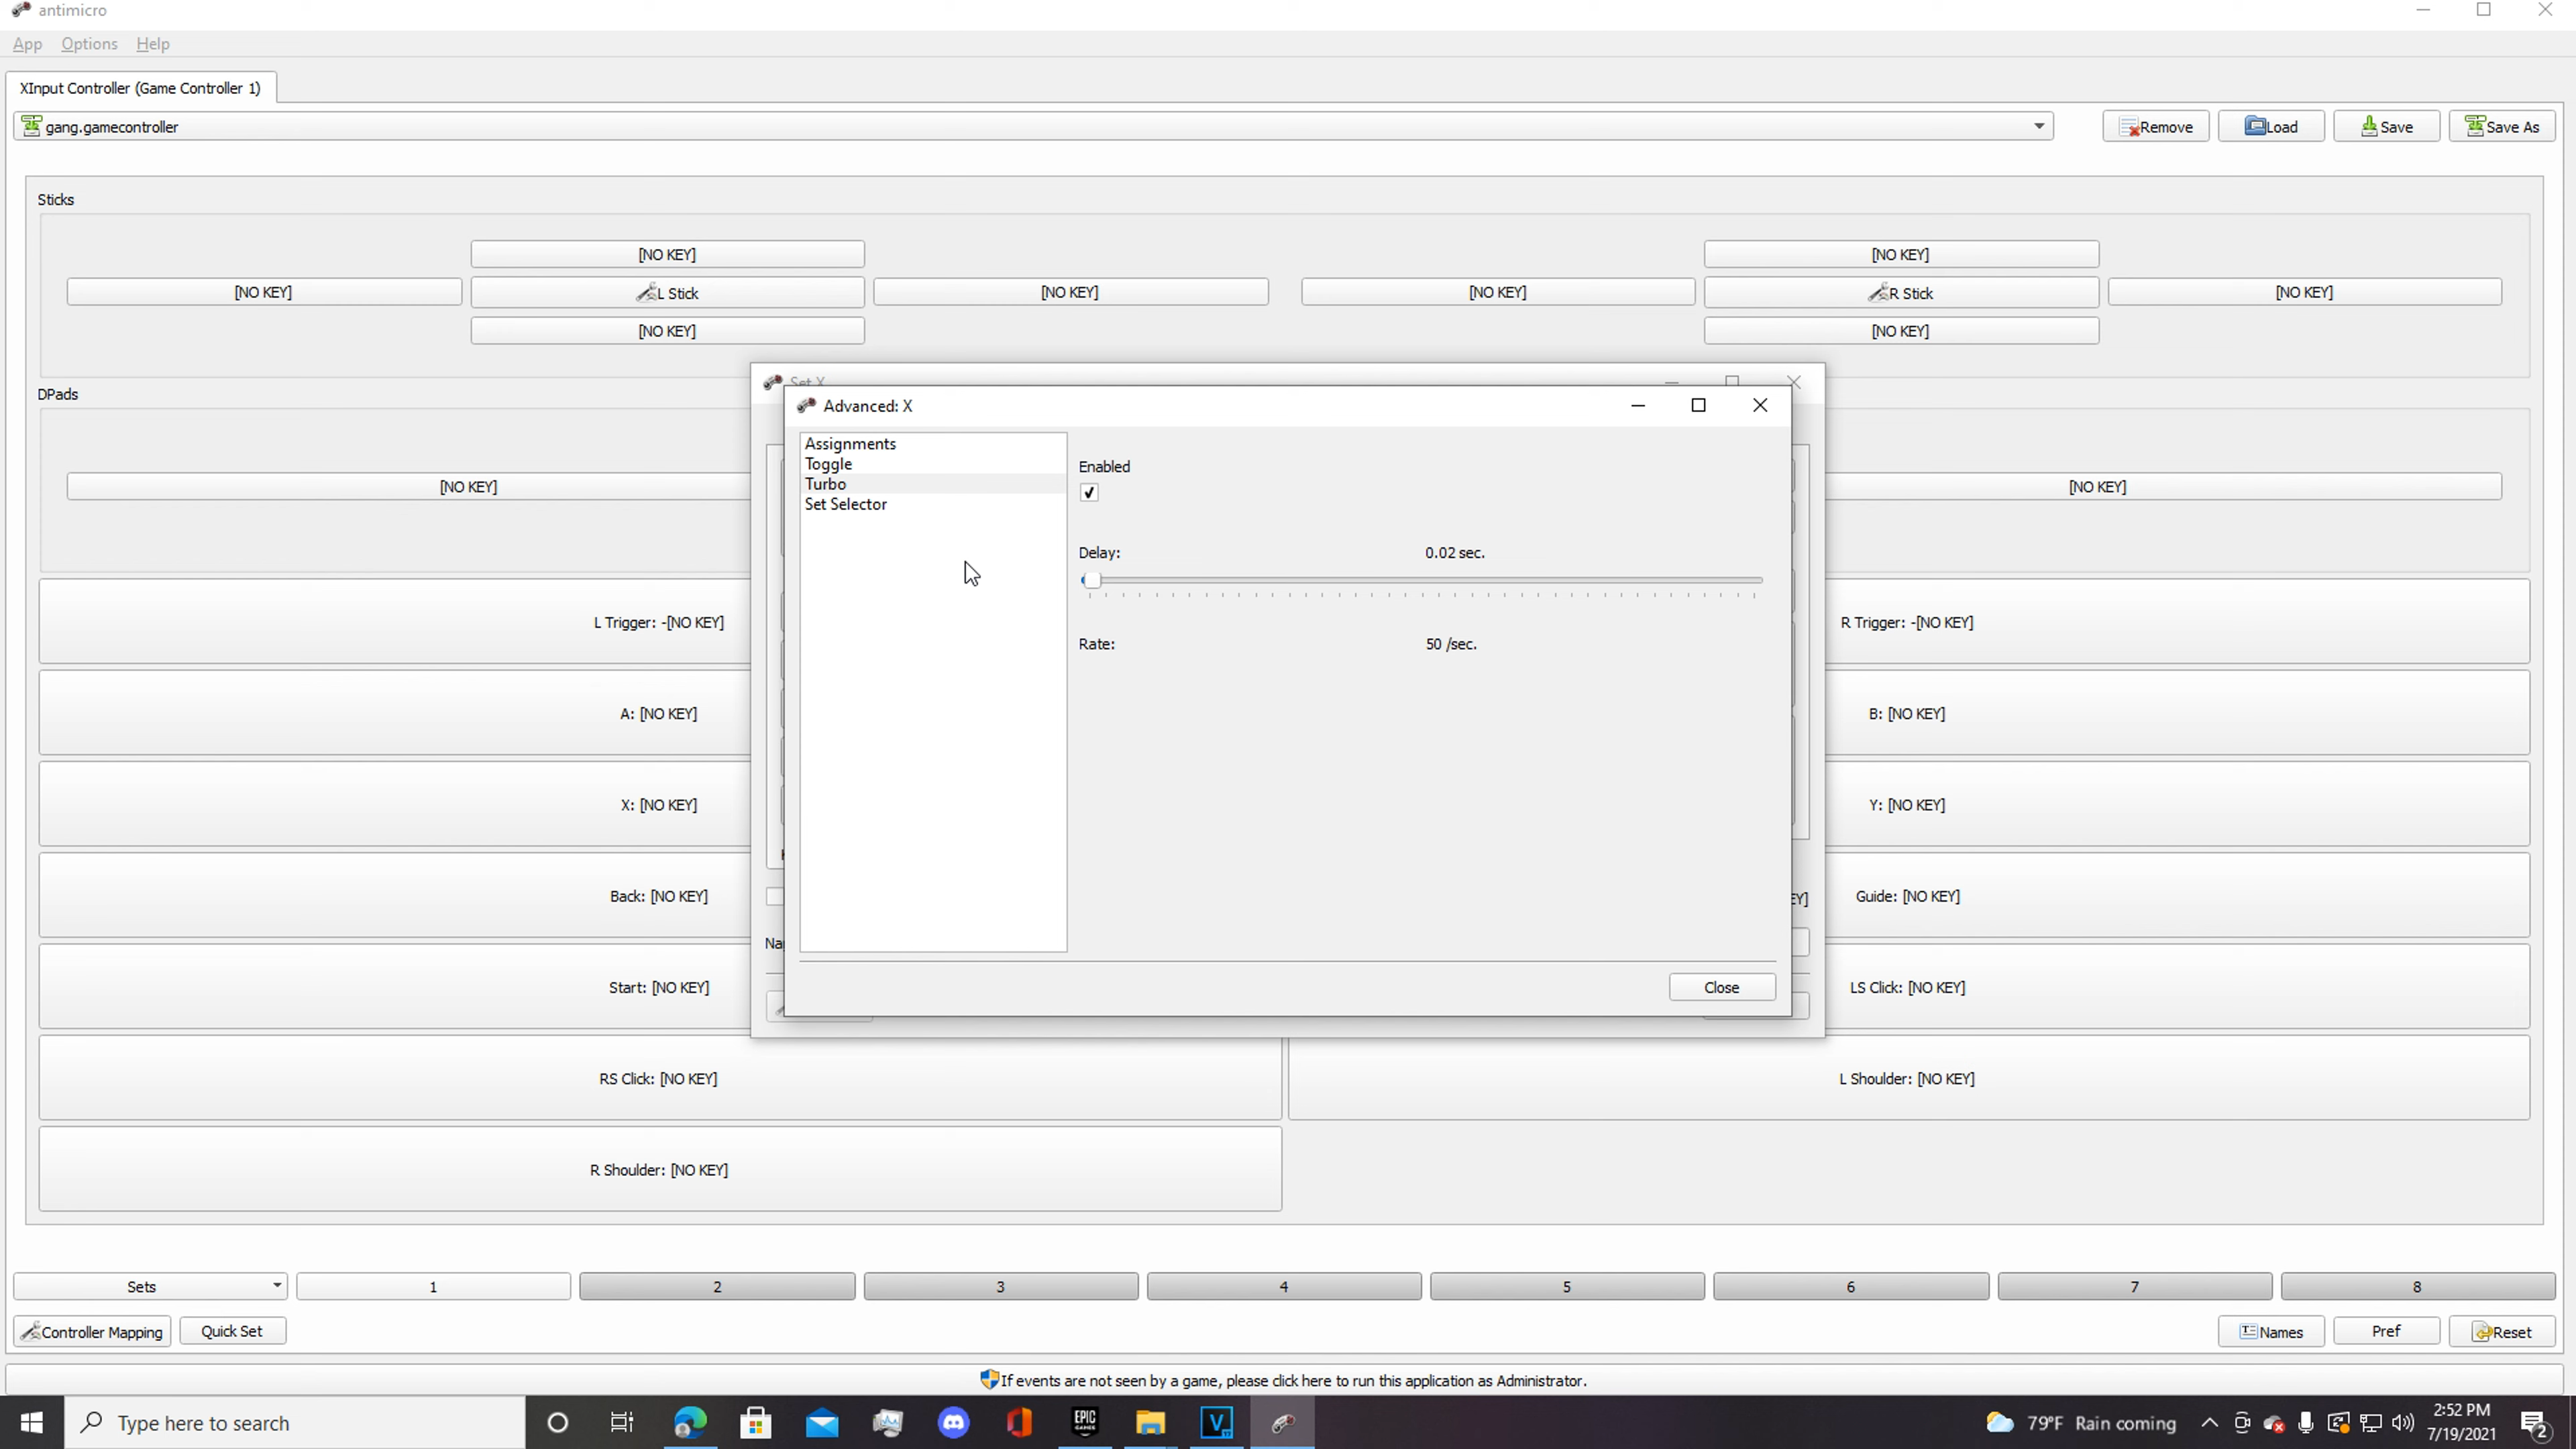 antimicro
App Options Help
XInput Controller (Game Controller 1)
gang.gamecontroller
Remove Load Save Save As
Sticks
[NO KEY] [NO KEY]
[NO KEY] L Stick [NO KEY] [NO KEY] R Stick [NO KEY]
[NO KEY] [NO KEY]
DPads
Set X
Advanced: X
Assignments
Toggle
Turbo
Set Selector
Enabled
Delay: 0.02 sec.
Rate: 50 /sec.
Close
[NO KEY] [NO KEY]
L Trigger: -[NO KEY] R Trigger: -[NO KEY]
A: [NO KEY] B: [NO KEY]
X: [NO KEY] Y: [NO KEY]
Back: [NO KEY] Guide: [NO KEY]
Start: [NO KEY] LS Click: [NO KEY]
RS Click: [NO KEY] L Shoulder: [NO KEY]
R Shoulder: [NO KEY]
Sets 1 2 3 4 5 6 7 8
Controller Mapping Quick Set Names Pref Reset
If events are not seen by a game, please click here to run this application as Administrator.
Type here to search
EPIC GAMES
V
79°F Rain coming
2:52 PM
7/19/2021
2